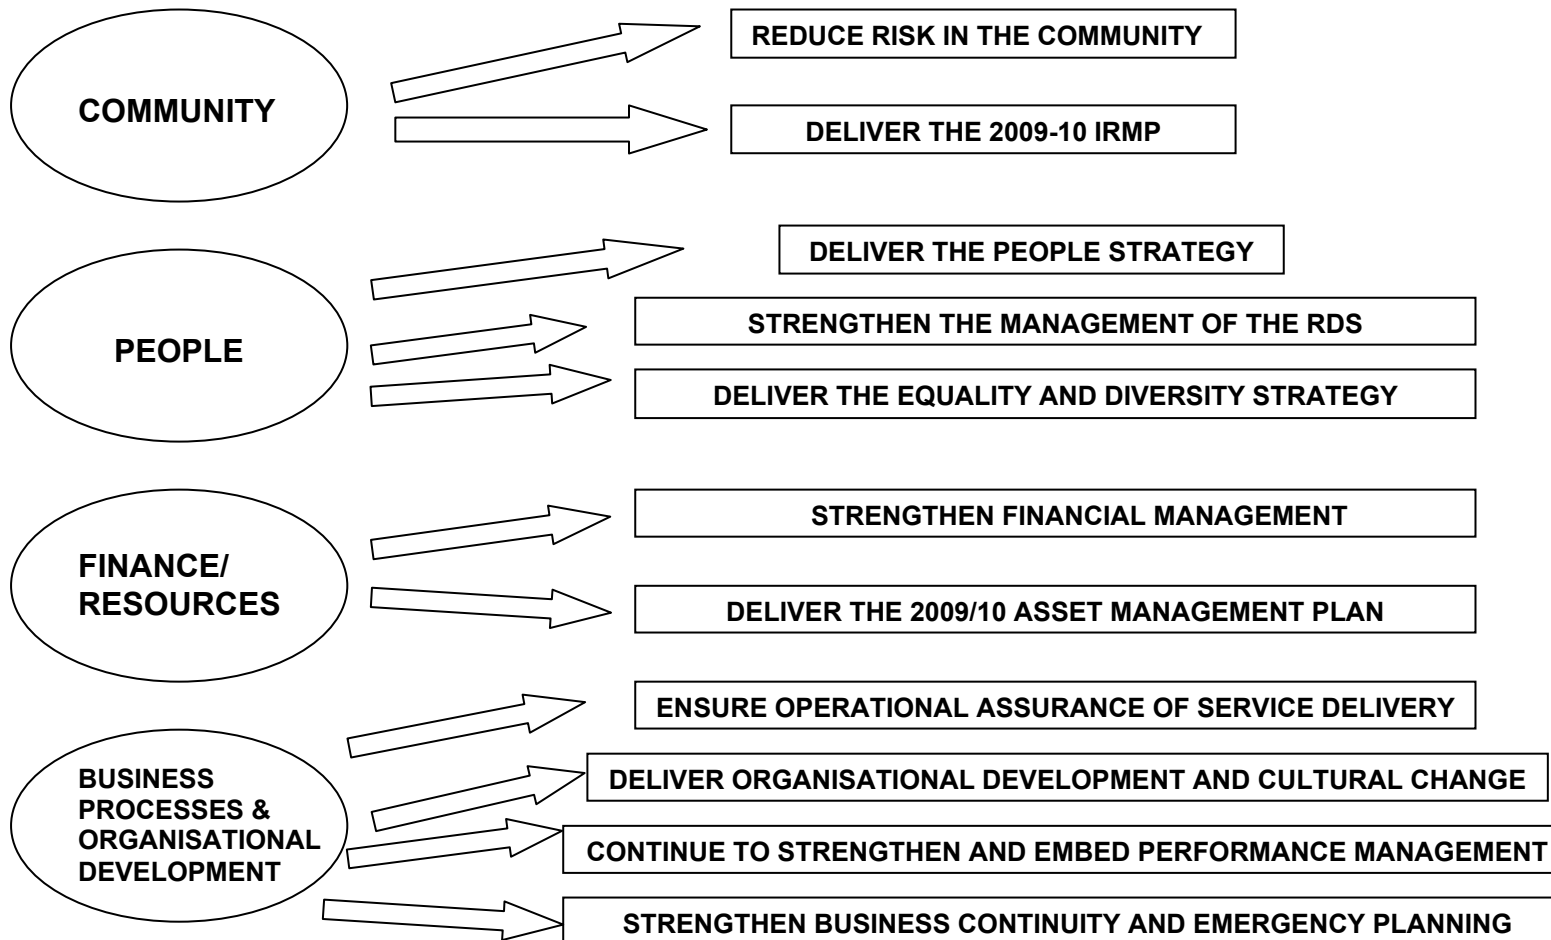 COMMUNITY
REDUCE RISK IN THE COMMUNITY
DELIVER THE 2009-10 IRMP
PEOPLE
DELIVER THE PEOPLE STRATEGY
STRENGTHEN THE MANAGEMENT OF THE RDS
DELIVER THE EQUALITY AND DIVERSITY STRATEGY
FINANCE/
RESOURCES
STRENGTHEN FINANCIAL MANAGEMENT
DELIVER THE 2009/10 ASSET MANAGEMENT PLAN
BUSINESS
PROCESSES &
ORGANISATIONAL
DEVELOPMENT
ENSURE OPERATIONAL ASSURANCE OF SERVICE DELIVERY
DELIVER ORGANISATIONAL DEVELOPMENT AND CULTURAL CHANGE
CONTINUE TO STRENGTHEN AND EMBED PERFORMANCE MANAGEMENT
STRENGTHEN BUSINESS CONTINUITY AND EMERGENCY PLANNING